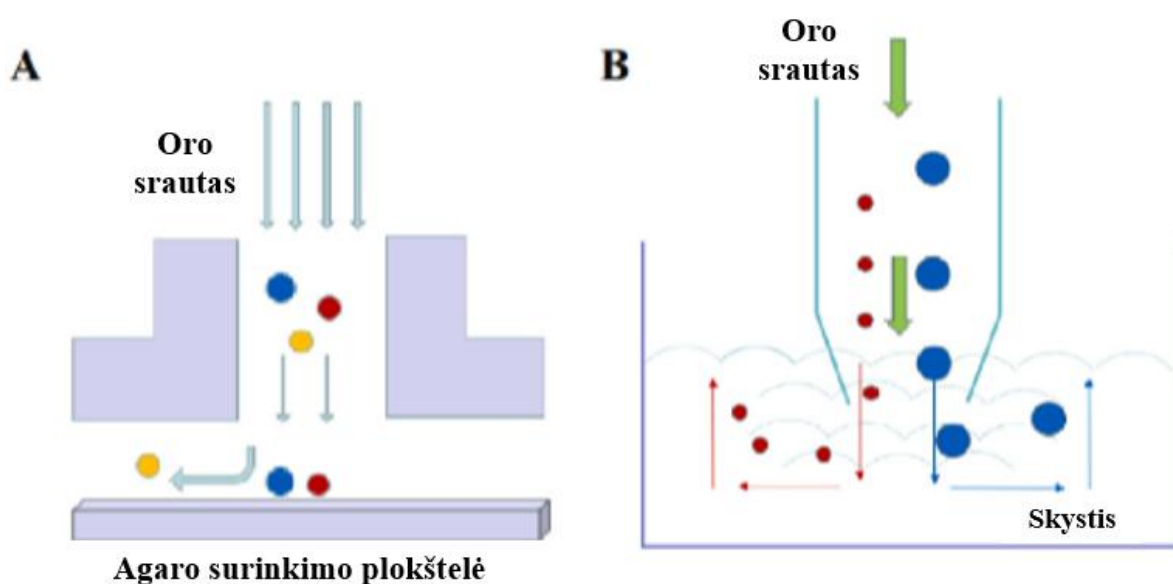 A
Oro
srautas
Agaro surinkimo plokštelė
B
Oro
srautas
Skystis